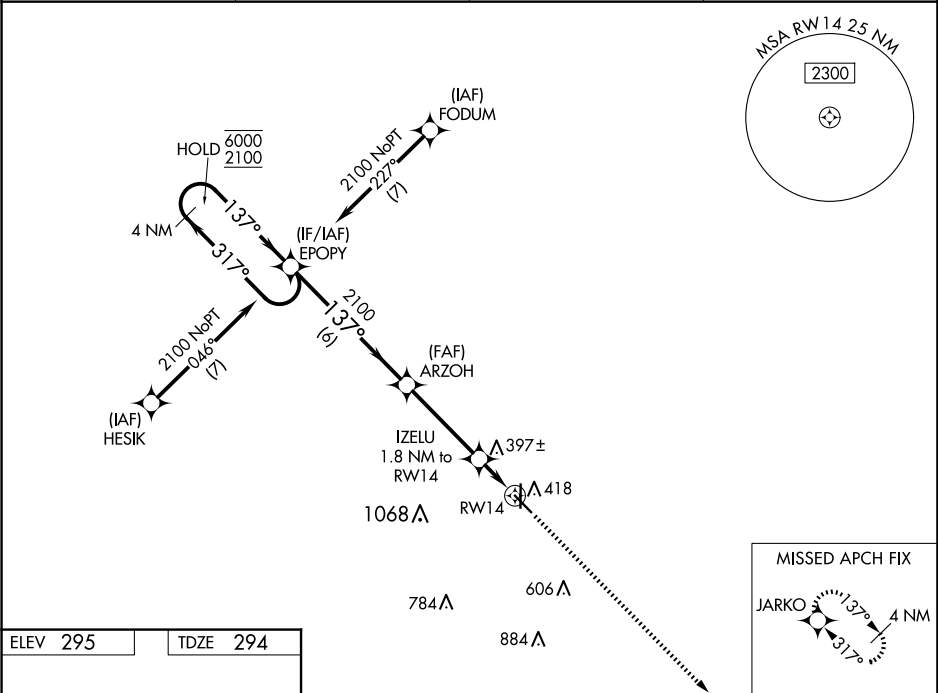 MSA RW14 25 NM
2300
(IAF)
FODUM
2100 NoPT
227°
(7)
HOLD 6000
2100
4 NM
137°
317°
(IF/IAF)
EPOPY
2100
137°
(6)
2100 NoPT
046°
(7)
(IAF)
HESIK
(FAF)
ARZOH
IZELU
1.8 NM to
RW14
397±
418
RW14
1068
784
606
884
MISSED APCH FIX
JARKO
137°
4 NM
317°
ELEV 295
TDZE 294